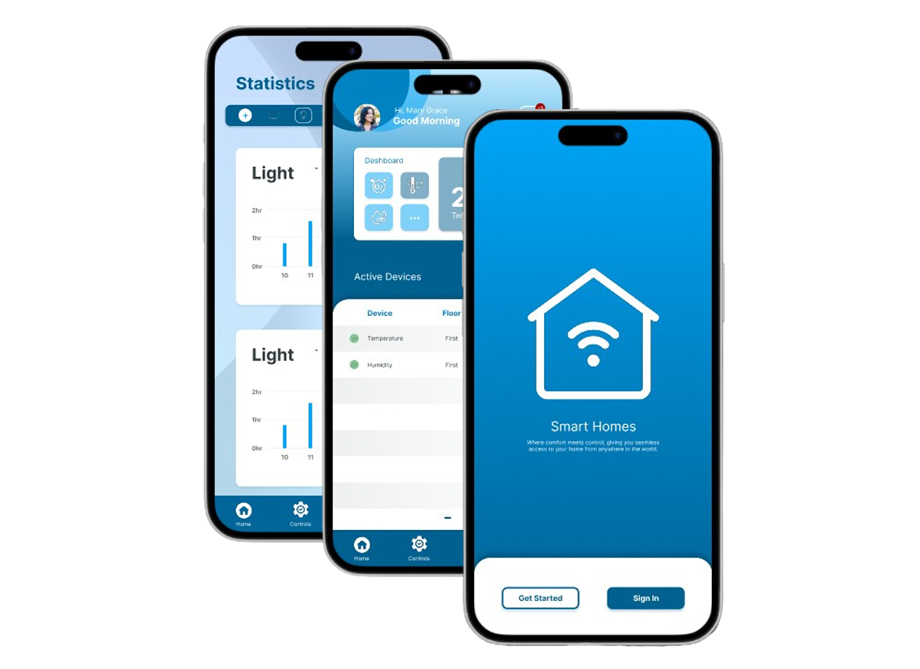 Statistics
Light
2hr
1hr
0hr
10 11
Light
2hr
1hr
0hr
10 11
Home Controls
Hi, Mary Grace
Good Morning
Dashboard
2
Te
Active Devices
Device Floor
Temperature First
Humidity First
Home Controls
Smart Homes
Where comfort meets control, giving you seemless
access to your home from anywhere in the world.
Get Started Sign In